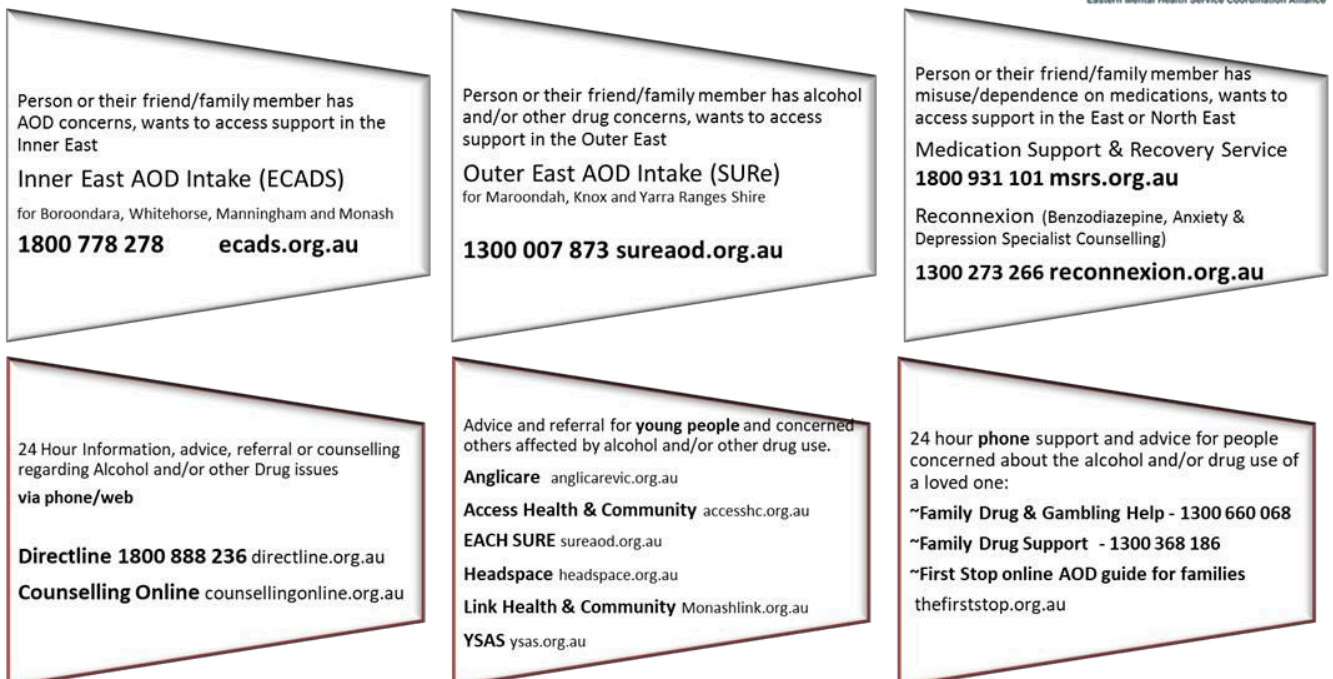 Eastern Mental Health Service Coordination Alliance
Person or their friend/family member has
AOD concerns, wants to access support in the
Inner East
Inner East AOD Intake (ECADS)
for Boroondara, Whitehorse, Manningham and Monash
1800 778 278 ecads.org.au
Person or their friend/family member has alcohol
and/or other drug concerns, wants to access
support in the Outer East
Outer East AOD Intake (SURe)
for Maroondah, Knox and Yarra Ranges Shire
1300 007 873 sureaod.org.au
Person or their friend/family member has
misuse/dependence on medications, wants to
access support in the East or North East
Medication Support & Recovery Service
1800 931 101 msrs.org.au
Reconnexion (Benzodiazepine, Anxiety &
Depression Specialist Counselling)
1300 273 266 reconnexion.org.au
24 Hour Information, advice, referral or counselling
regarding Alcohol and/or other Drug issues
via phone/web
Directline 1800 888 236 directline.org.au
Counselling Online counsellingonline.org.au
Advice and referral for young people and concerned
others affected by alcohol and/or other drug use.
Anglicare anglicarevic.org.au
Access Health & Community accesshc.org.au
EACH SURE sureaod.org.au
Headspace headspace.org.au
Link Health & Community Monashlink.org.au
YSAS ysas.org.au
24 hour phone support and advice for people
concerned about the alcohol and/or drug use of
a loved one:
~Family Drug & Gambling Help - 1300 660 068
~Family Drug Support - 1300 368 186
~First Stop online AOD guide for families
thefirststop.org.au